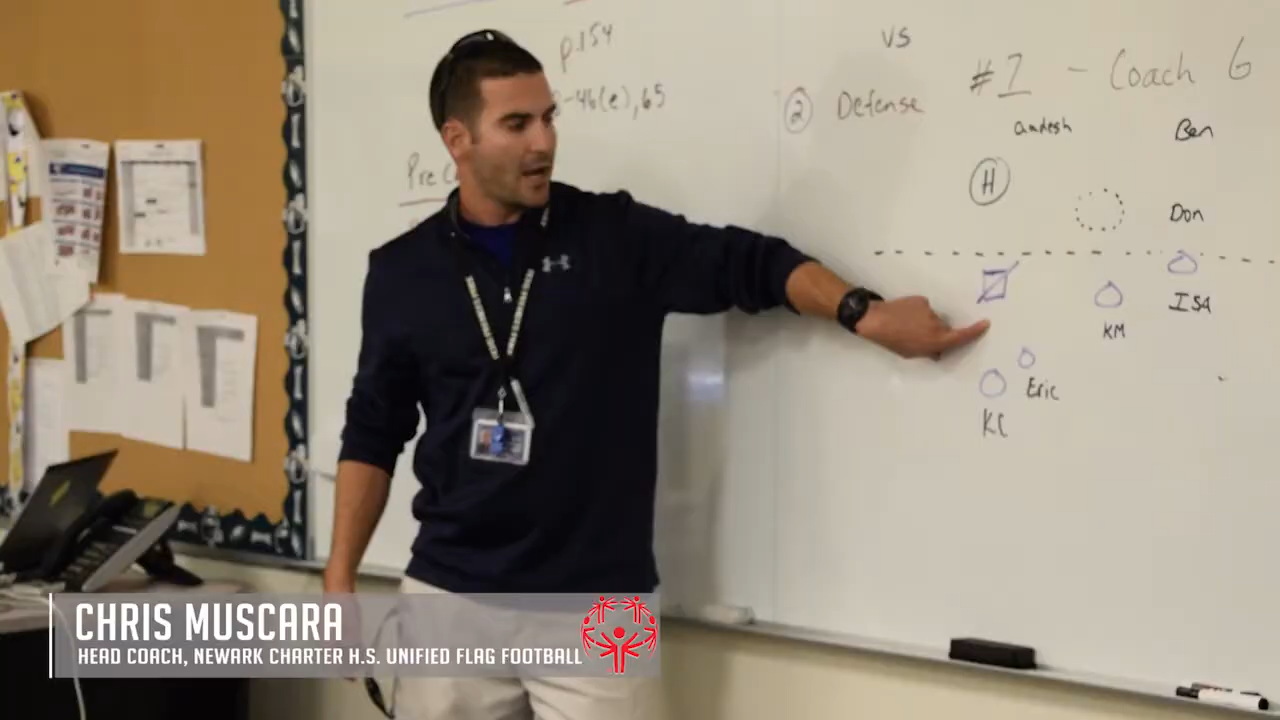 p.154
-46(e), 65
Pre
VS
② Defense
#1 - Coach G
Ben
H
Don
ISA
KM
Eric
KC
CHRIS MUSCARA
HEAD COACH, NEWARK CHARTER H.S. UNIFIED FLAG FOOTBALL